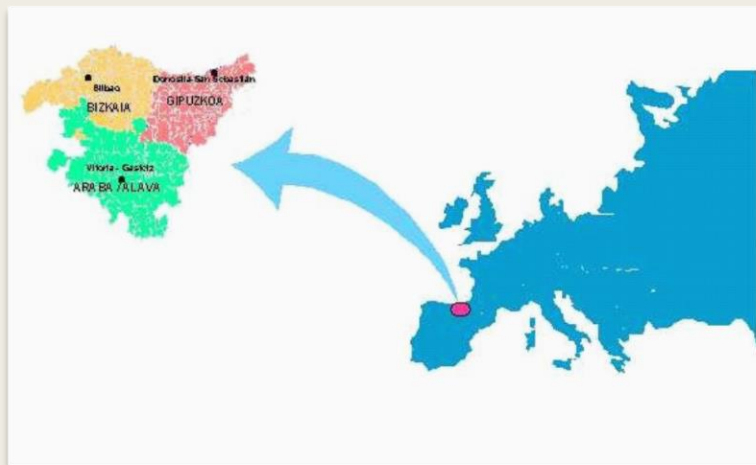 Donostia-San Sebastián
Bilbao
BIZKAIA
GIPUZKOA
Vitoria - Gasteiz
ARABA /ALAVA